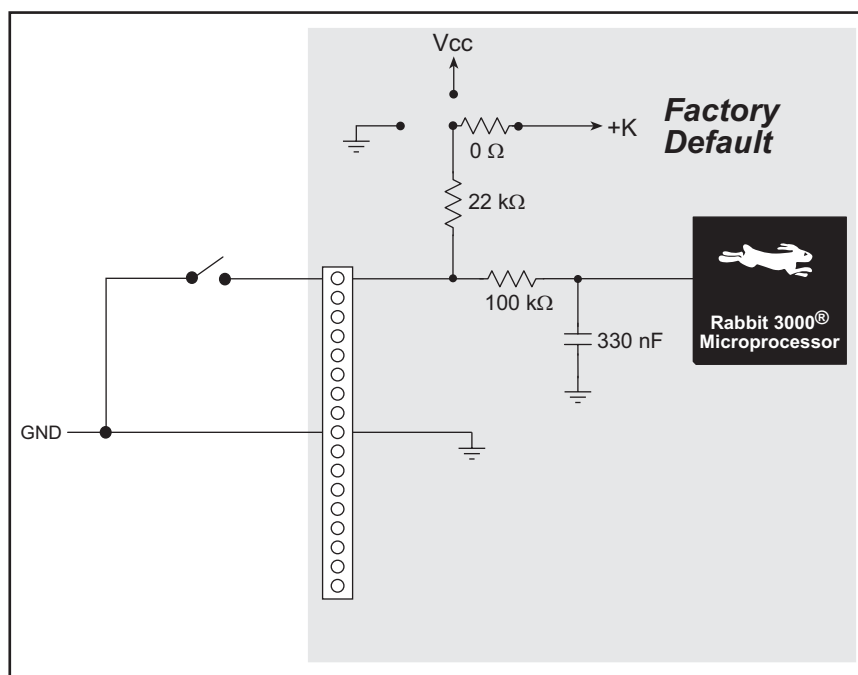 Vcc
+K
Factory
Default
0 Ω
22 kΩ
100 kΩ
330 nF
Rabbit 3000®
Microprocessor
GND